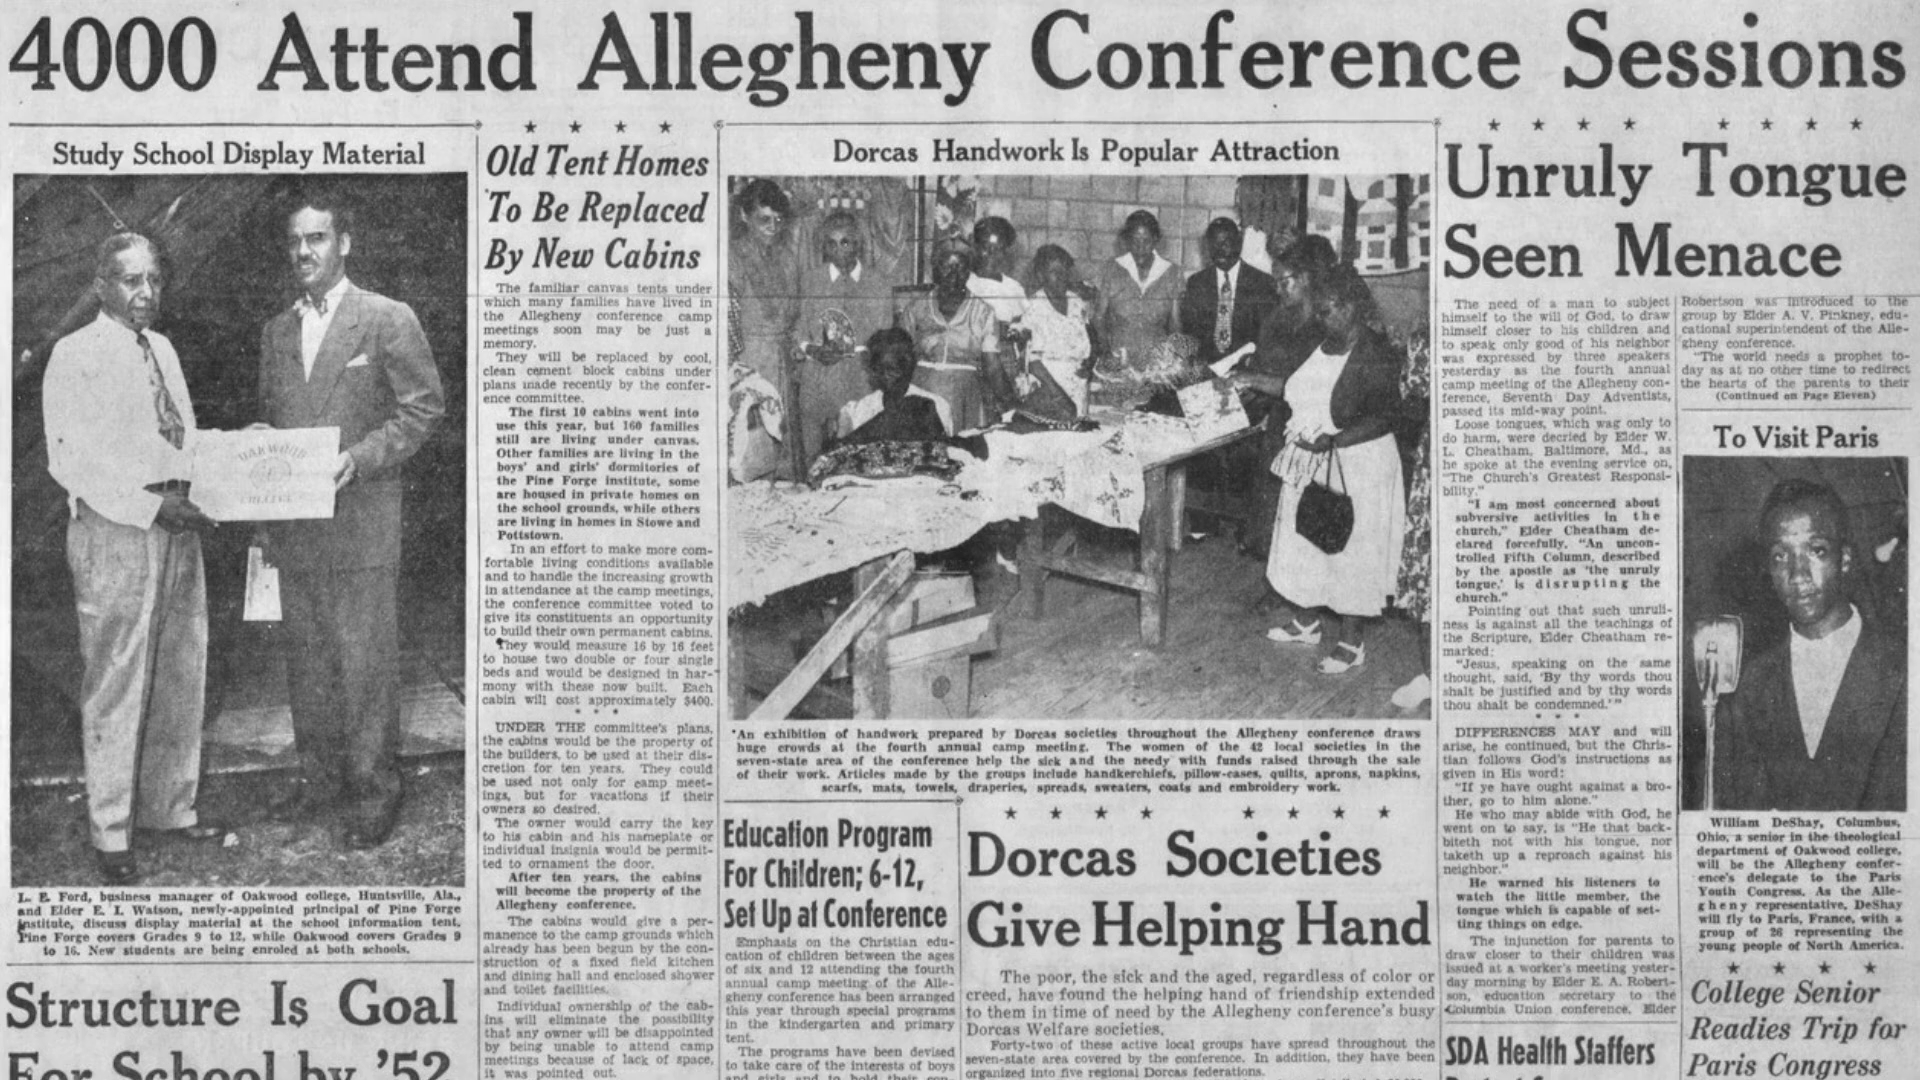 4000 Attend Allegheny Conference Sessions
Study School Display Material
OAKWOOD
COLLEGE
L. E. Ford, business manager of Oakwood college, Huntsville, Ala.,
and Elder E. I. Watson, newly-appointed principal of Pine Forge
Institute, discuss display material at the school information tent.
Pine Forge covers Grades 9 to 12, while Oakwood covers Grades 9
to 16. New students are being enroled at both schools.
Structure Is Goal
For School by '52
Old Tent Homes
To Be Replaced
By New Cabins
The familiar canvas tents under
which many families have lived in
the Allegheny conference camp
meetings soon may be just a
memory.
They will be replaced by cool,
clean cement block cabins under
plans made recently by the confer-
ence committee.
The first 10 cabins went into
use this year, but 160 families
still are living under canvas.
Other families are living in the
boys' and girls' dormitories of
the Pine Forge institute, some
are housed in private homes on
the school grounds, while others
are living in homes in Stowe and
Pottstown.
In an effort to make more com-
fortable living conditions available
and to handle the increasing growth
in attendance at the camp meetings,
the conference committee voted to
give its constituents an opportunity
to build their own permanent cabins.
They would measure 16 by 16 feet
to house two double or four single
beds and would be designed in har-
mony with these now built. Each
cabin will cost approximately $400.
* * *
UNDER THE committee's plans,
the cabins would be the property of
the builders, to be used at their dis-
cretion for ten years. They could
be used not only for camp meet-
ings, but for vacations if their
owners so desired.
The owner would carry the key
to his cabin and his nameplate or
individual insignia would be permit-
ted to ornament the door.
After ten years, the cabins
will become the property of the
Allegheny conference.
The cabins would give a per-
manence to the camp grounds which
already has been begun by the con-
struction of a fixed field kitchen
and dining hall and enclosed shower
and toilet facilities.
Individual ownership of the cab-
ins will eliminate the possibility
that any owner will be disappointed
by being unable to attend camp
meetings because of lack of space,
it was pointed out.
Dorcas Handwork Is Popular Attraction
An exhibition of handwork prepared by Dorcas societies throughout the Allegheny conference draws
huge crowds at the fourth annual camp meeting. The women of the 42 local societies in the
seven-state area of the conference help the sick and the needy with funds raised through the sale
of their work. Articles made by the groups include handkerchiefs, pillow-cases, quilts, aprons, napkins,
scarfs, mats, towels, draperies, spreads, sweaters, coats and embroidery work.
Education Program
For Children; 6-12,
Set Up at Conference
Emphasis on the Christian edu-
cation of children between the ages
of six and 12 attending the fourth
annual camp meeting of the Alle-
gheny conference has been arranged
this year through special programs
in the kindergarten and primary
tent.
The programs have been devised
to take care of the interests of boys
and girls and to hold their con-
Dorcas Societies
Give Helping Hand
The poor, the sick and the aged, regardless of color or
creed, have found the helping hand of friendship extended
to them in time of need by the Allegheny conference's busy
Dorcas Welfare societies.
Forty-two of these active local groups have spread throughout the
seven-state area covered by the conference. In addition, they have been
organized into five regional Dorcas federations.
Unruly Tongue
Seen Menace
The need of a man to subject
himself to the will of God, to draw
himself closer to his children and
to speak only good of his neighbor
was expressed by three speakers
yesterday as the fourth annual
camp meeting of the Allegheny con-
ference, Seventh Day Adventists,
passed its mid-way point.
Loose tongues, which wag only to
do harm, were decried by Elder W.
L. Cheatham, Baltimore, Md., as
he spoke at the evening service on,
"The Church's Greatest Responsi-
bility."
"I am most concerned about
subversive activities in the
church," Elder Cheatham de-
clared forcefully. "An uncon-
trolled Fifth Column, described
by the apostle as 'the unruly
tongue,' is disrupting the
church."
Pointing out that such unruli-
ness is against all the teachings of
the Scripture, Elder Cheatham re-
marked:
"Jesus, speaking on the same
thought, said, 'By thy words thou
shalt be justified and by thy words
thou shalt be condemned.'"
* * *
DIFFERENCES MAY and will
arise, he continued, but the Chris-
tian follows God's instructions as
given in His word:
"If ye have ought against a bro-
ther, go to him alone."
He who may abide with God, he
went on to say, is "He that back-
biteth not with his tongue, nor
taketh up a reproach against his
neighbor."
He warned his listeners to
watch the little member, the
tongue which is capable of set-
ting things on edge.
The injunction for parents to
draw closer to their children was
issued at a worker's meeting yester-
day morning by Elder E. A. Robert-
son, education secretary to the
Columbia Union conference. Elder
Robertson was introduced to the
group by Elder A. V. Pinkney, edu-
cational superintendent of the Alle-
gheny conference.
"The world needs a prophet to-
day as at no other time to redirect
the hearts of the parents to their
(Continued on Page Eleven)
SDA Health Staffers
To Visit Paris
William DeShay, Columbus,
Ohio, a senior in the theological
department of Oakwood college,
will be the Allegheny confer-
ence's delegate to the Paris
Youth Congress. As the Alle-
gheny representative, DeShay
will fly to Paris, France, with a
group of 26 representing the
young people of North America.
College Senior
Readies Trip for
Paris Congress